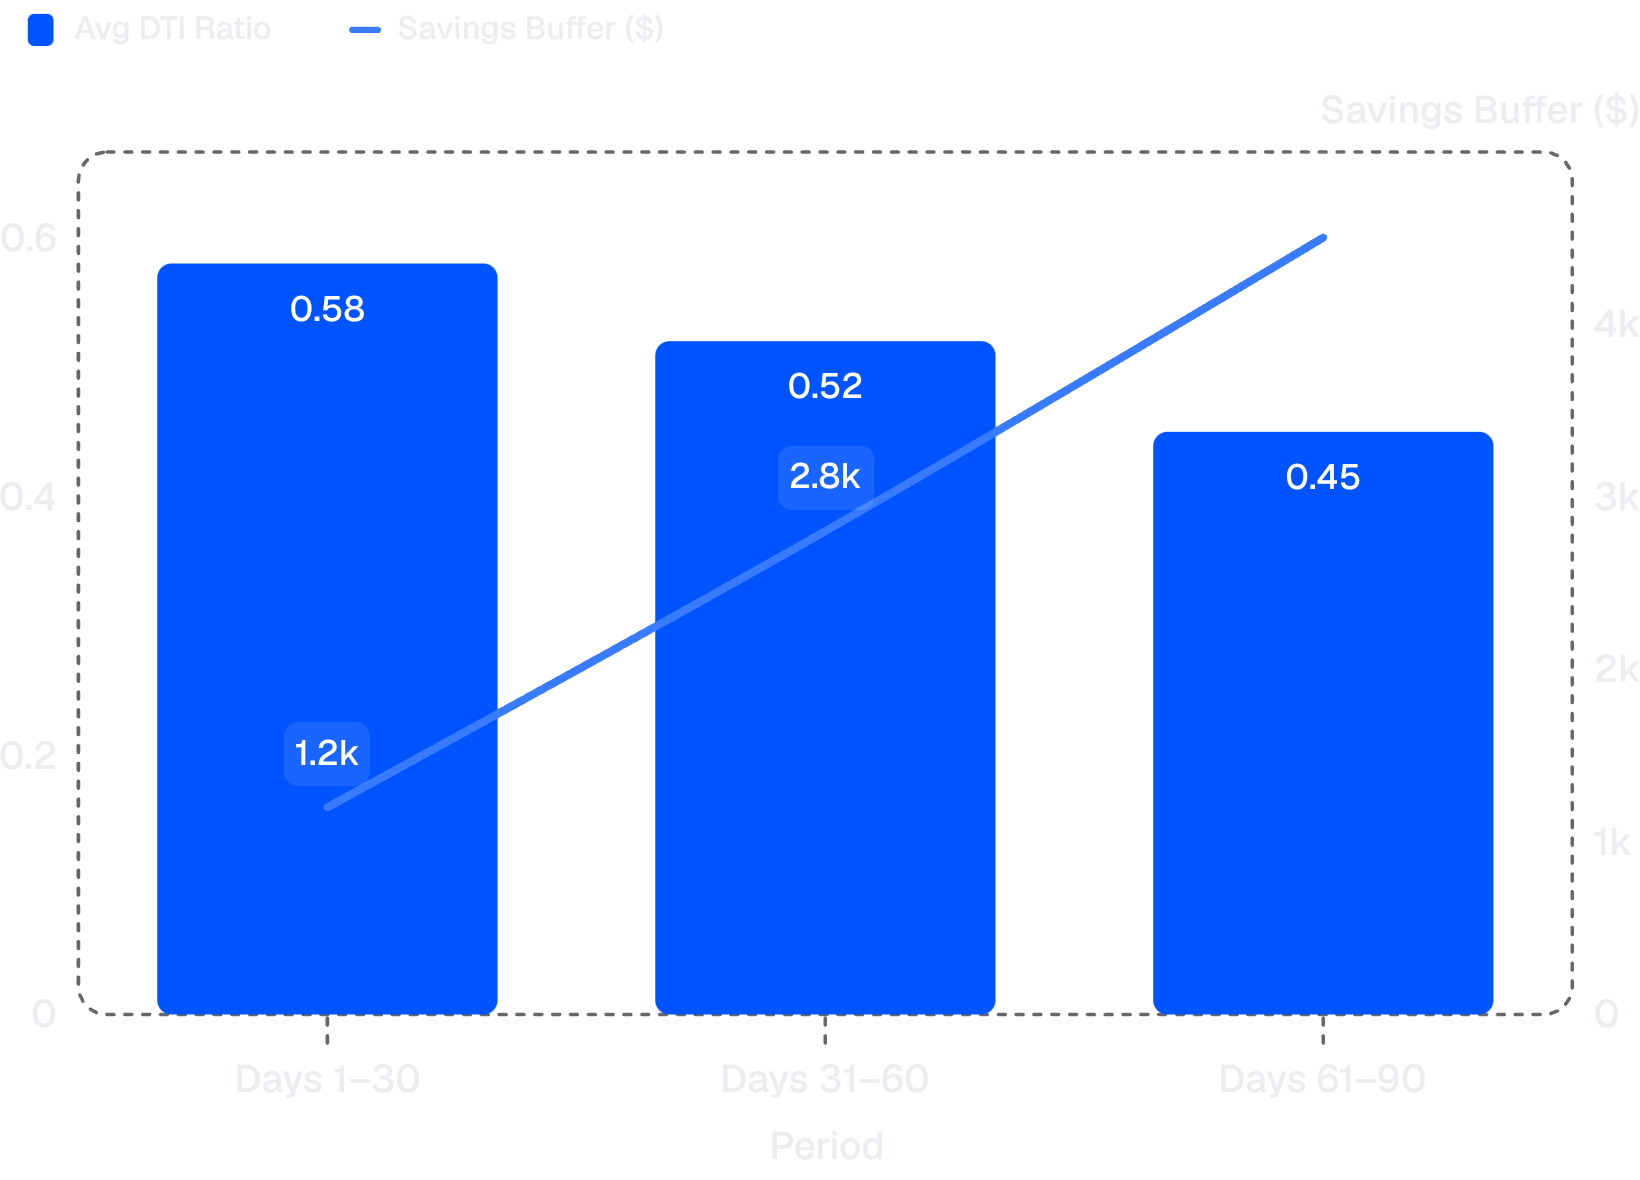 Avg DTI Ratio
Savings Buffer ($)
Savings Buffer ($)
0.6
0.4
0.2
0
4k
3k
2k
1k
0
0.58
0.52
0.45
1.2k
2.8k
Days 1–30
Days 31–60
Days 61–90
Period